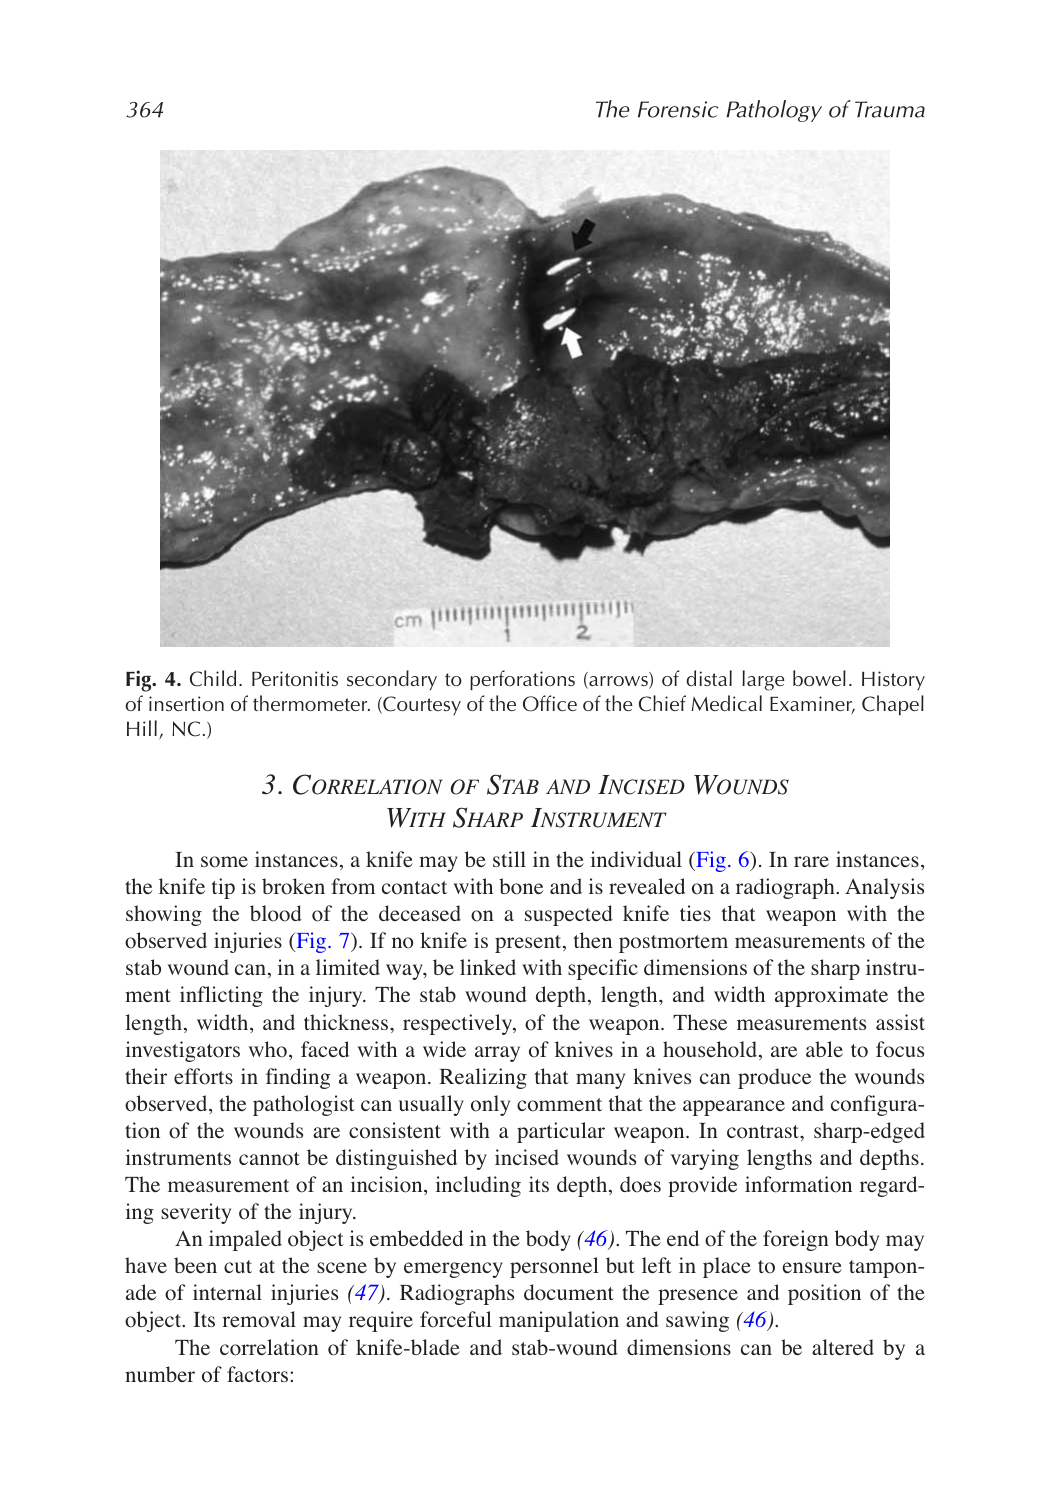 364
The Forensic Pathology of Trauma
cm
1
2
Fig. 4. Child. Peritonitis secondary to perforations (arrows) of distal large bowel. History
of insertion of thermometer. (Courtesy of the Office of the Chief Medical Examiner, Chapel
Hill, NC.)
3. CORRELATION OF STAB AND INCISED WOUNDS
WITH SHARP INSTRUMENT
In some instances, a knife may be still in the individual (Fig. 6). In rare instances,
the knife tip is broken from contact with bone and is revealed on a radiograph. Analysis
showing the blood of the deceased on a suspected knife ties that weapon with the
observed injuries (Fig. 7). If no knife is present, then postmortem measurements of the
stab wound can, in a limited way, be linked with specific dimensions of the sharp instru-
ment inflicting the injury. The stab wound depth, length, and width approximate the
length, width, and thickness, respectively, of the weapon. These measurements assist
investigators who, faced with a wide array of knives in a household, are able to focus
their efforts in finding a weapon. Realizing that many knives can produce the wounds
observed, the pathologist can usually only comment that the appearance and configura-
tion of the wounds are consistent with a particular weapon. In contrast, sharp-edged
instruments cannot be distinguished by incised wounds of varying lengths and depths.
The measurement of an incision, including its depth, does provide information regard-
ing severity of the injury.
An impaled object is embedded in the body (46). The end of the foreign body may
have been cut at the scene by emergency personnel but left in place to ensure tampon-
ade of internal injuries (47). Radiographs document the presence and position of the
object. Its removal may require forceful manipulation and sawing (46).
The correlation of knife-blade and stab-wound dimensions can be altered by a
number of factors: